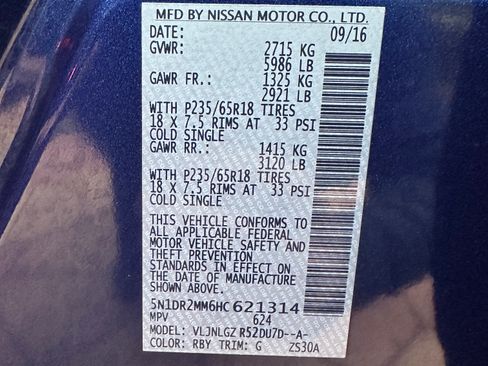 MFD BY NISSAN MOTOR CO., LTD.
DATE: 09/16
GVWR: 2715 KG
5986 LB
GAWR FR.: 1325 KG
2921 LB
WITH P235/65R18 TIRES
18 X 7.5 RIMS AT 33 PSI
COLD SINGLE
GAWR RR.: 1415 KG
3120 LB
WITH P235/65R18 TIRES
18 X 7.5 RIMS AT 33 PSI
COLD SINGLE
THIS VEHICLE CONFORMS TO
ALL APPLICABLE FEDERAL
MOTOR VEHICLE SAFETY AND
THEFT PREVENTION
STANDARDS IN EFFECT ON
THE DATE OF MANUFACTURE
SHOWN ABOVE.
5N1DR2MM6HC621314
MPV 624
MODEL: VLJNLGZ R52DU7D--A-
COLOR: RBY TRIM: G ZS30A